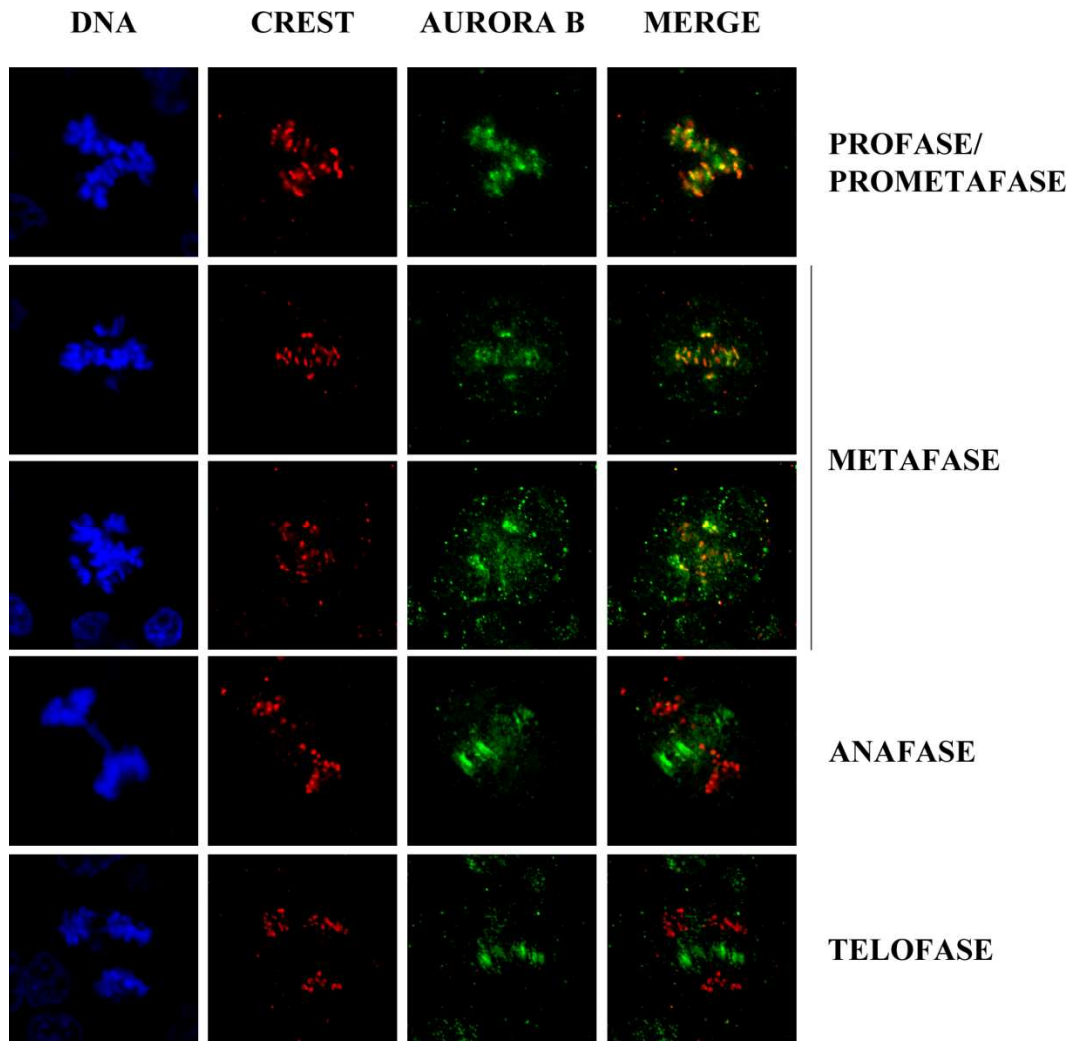 DNA CREST AURORA B MERGE
PROFASE/
PROMETAFASE
METAFASE
ANAFASE
TELOFASE